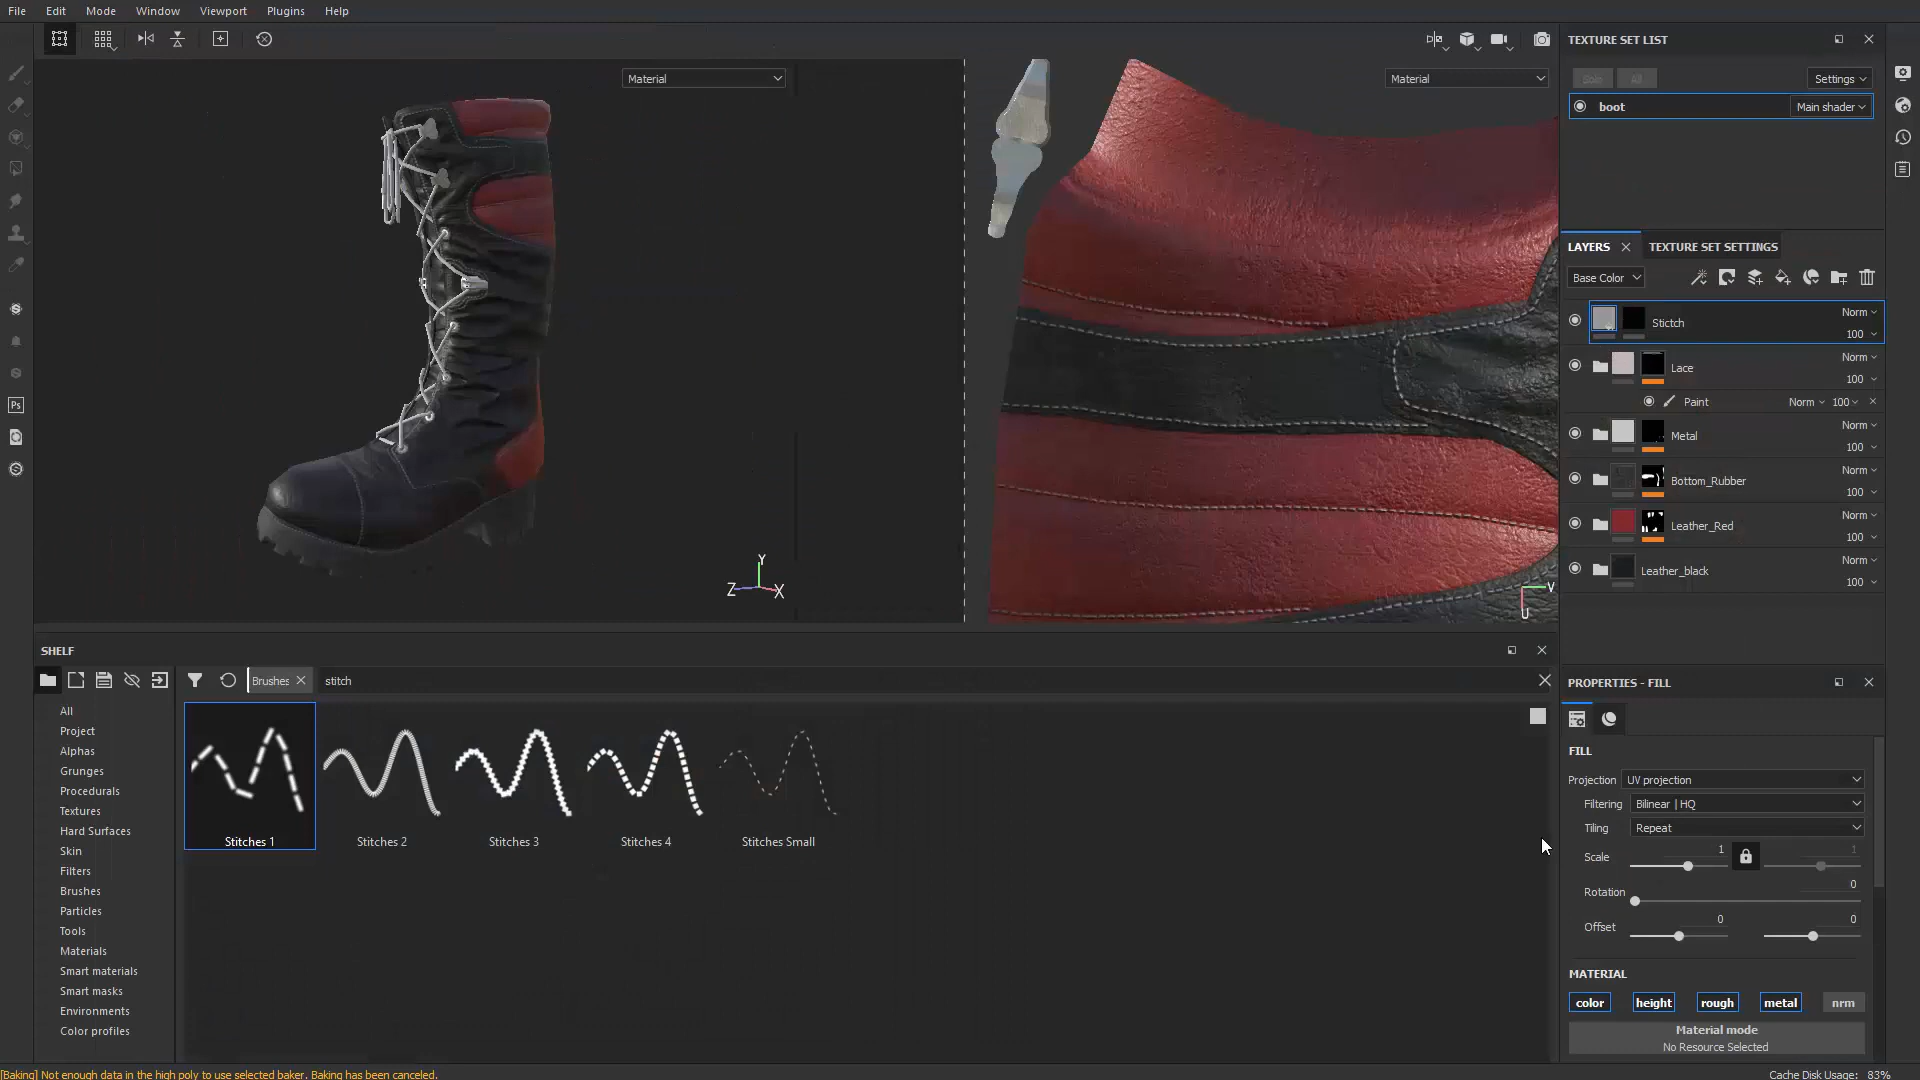 File Edit Mode Window Viewport Plugins Help
Material
Material
Y
Z
X
V
U
TEXTURE SET LIST
Solo All Settings
boot Main shader
LAYERS TEXTURE SET SETTINGS
Base Color
Stictch Norm 100
Lace Norm 100
Paint Norm 100
Metal Norm 100
Bottom_Rubber Norm 100
Leather_Red Norm 100
Leather_black Norm 100
Ps
SHELF
Brushes stitch
All
Project
Alphas
Grunges
Procedurals
Textures
Hard Surfaces
Skin
Filters
Brushes
Particles
Tools
Materials
Smart materials
Smart masks
Environments
Color profiles
Stitches 1 Stitches 2 Stitches 3 Stitches 4 Stitches Small
PROPERTIES - FILL
FILL
Projection UV projection
Filtering Bilinear | HQ
Tiling Repeat
Scale 1 1
Rotation 0
Offset 0 0
MATERIAL
color height rough metal nrm
Material mode
No Resource Selected
[Baking] Not enough data in the high poly to use selected baker. Baking has been canceled.
Cache Disk Usage: 83%